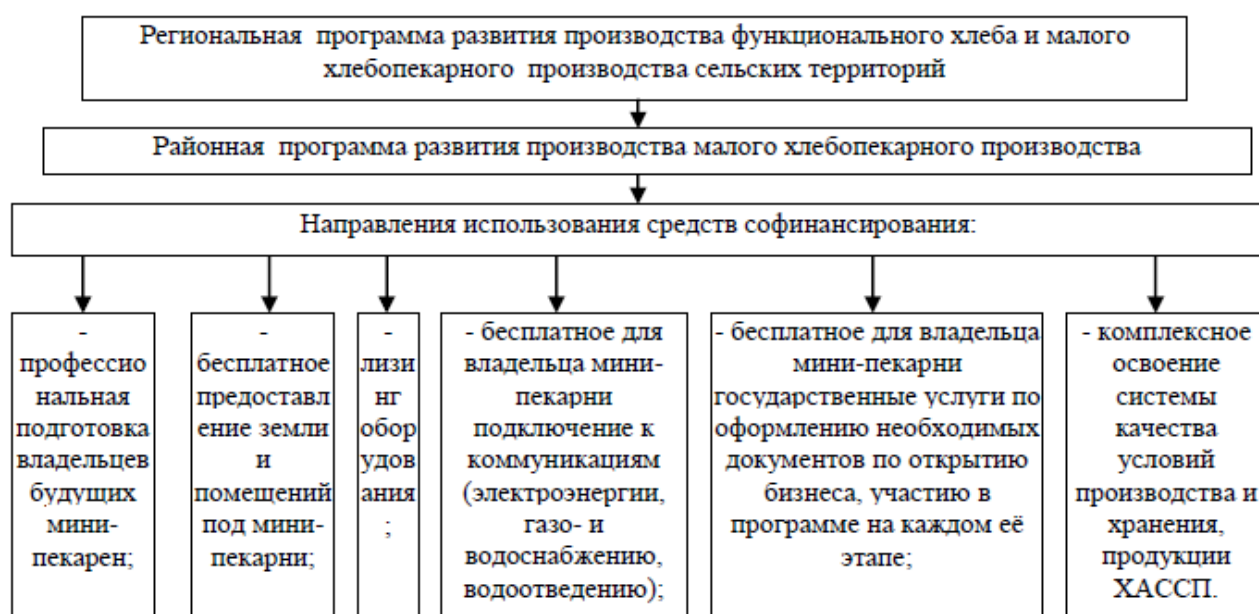 Региональная программа развития производства функционального хлеба и малого
хлебопекарного производства сельских территорий
Районная программа развития производства малого хлебопекарного производства
Направления использования средств софинансирования:
-
профессио
нальная
подготовка
владельцев
будущих
мини-
пекарен;
-
бесплатное
предоставл
ение земли
и
помещений
под мини-
пекарни;
-
лизи
нг
обор
удов
ания
;
- бесплатное для
владельца мини-
пекарни
подключение к
коммуникациям
(электроэнергии,
газо- и
водоснабжению,
водоотведению);
- бесплатное для владельца
мини-пекарни
государственные услуги по
оформлению необходимых
документов по открытию
бизнеса, участию в
программе на каждом её
этапе;
- комплексное
освоение
системы
качества
условий
производства и
хранения,
продукции
ХАССП.